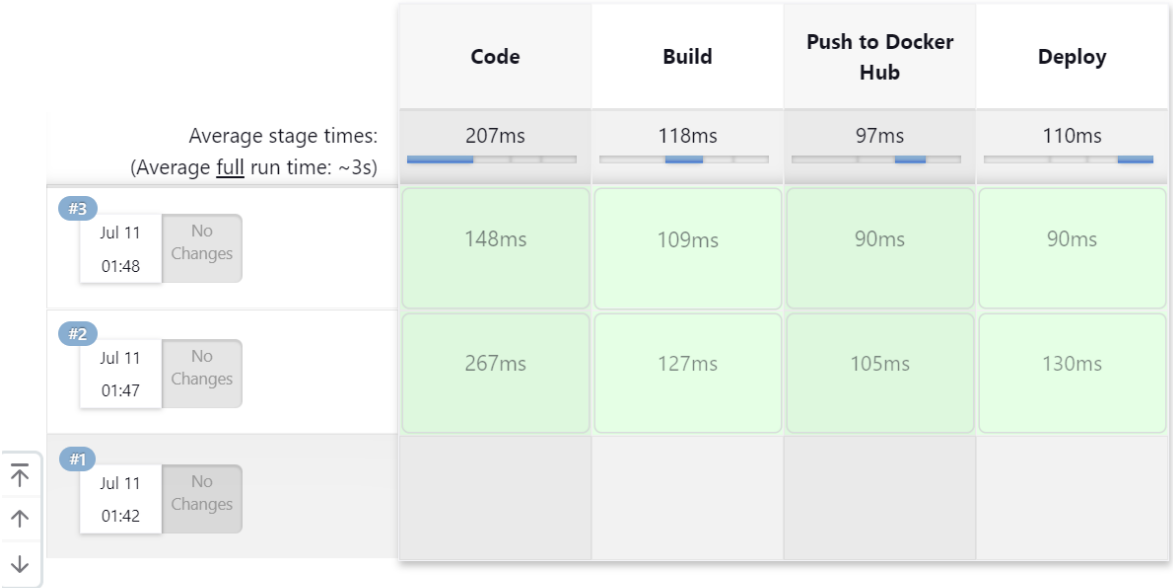 Code
Build
Push to Docker
Hub
Deploy
Average stage times:
(Average full run time: ~3s)
207ms
118ms
97ms
110ms
#3
Jul 11
01:48
No
Changes
148ms
109ms
90ms
90ms
#2
Jul 11
01:47
No
Changes
267ms
127ms
105ms
130ms
#1
Jul 11
01:42
No
Changes